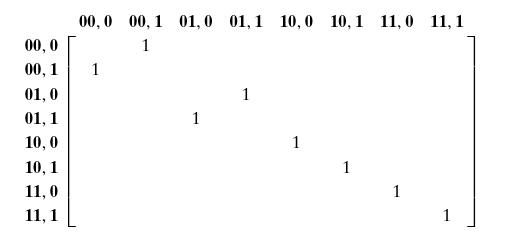 00, 0 00, 1 01, 0 01, 1 10, 0 10, 1 11, 0 11, 1
00, 0 1
00, 1 1
01, 0 1
01, 1 1
10, 0 1
10, 1 1
11, 0 1
11, 1 1